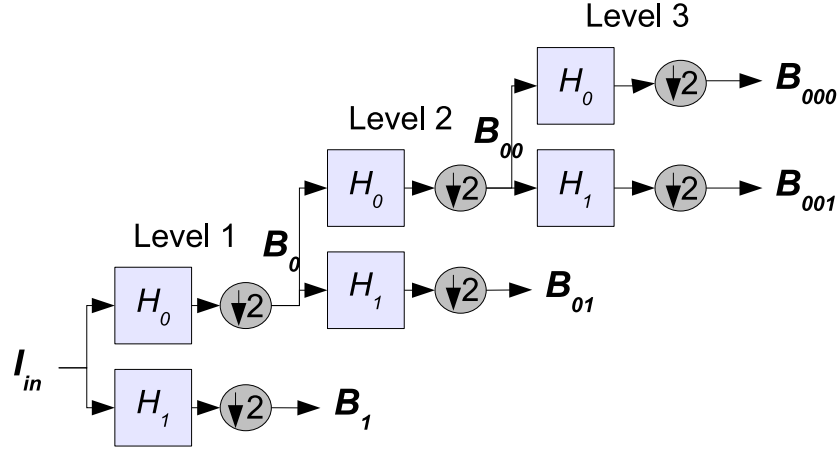 Level 3
H0 ↓2 B000
Level 2 B00
H0 ↓2 H1 ↓2 B001
Level 1 B0
H0 ↓2 H1 ↓2 B01
Iin
H1 ↓2 B1